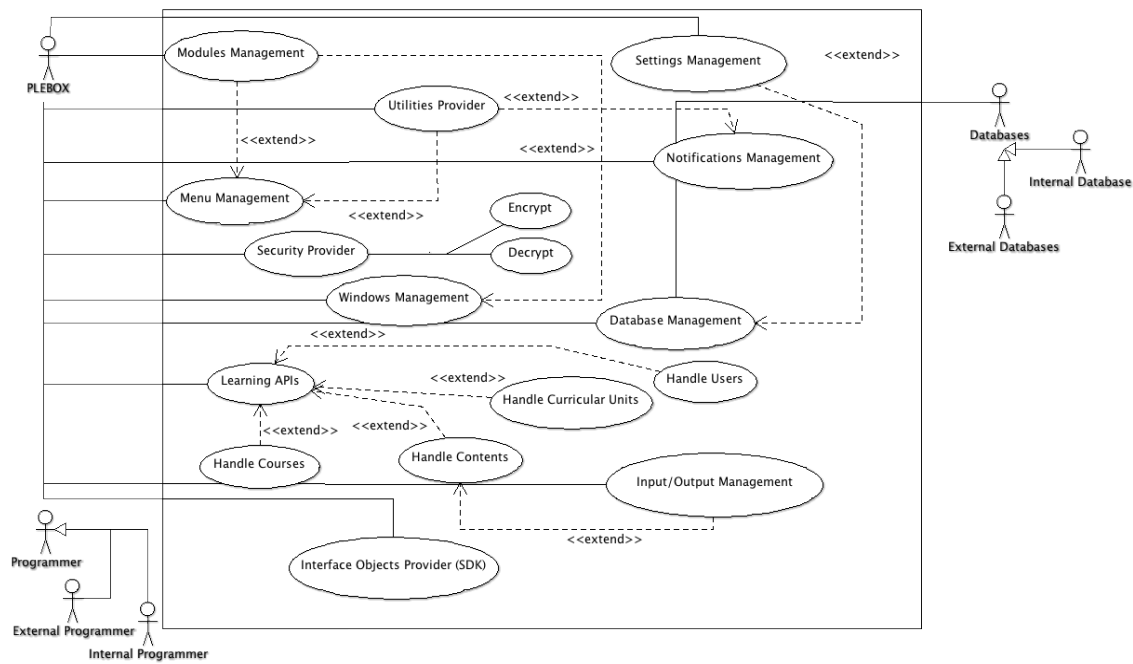 Modules Management
Settings Management
<<extend>>
PLEBOX
Utilities Provider
<<extend>>
Databases
<<extend>>
<<extend>>
Notifications Management
Internal Database
Menu Management
<<extend>>
Encrypt
Security Provider
Decrypt
External Databases
Windows Management
Database Management
<<extend>>
Learning APIs
<<extend>>
Handle Users
Handle Curricular Units
<<extend>>
<<extend>>
Handle Courses
Handle Contents
Input/Output Management
<<extend>>
Programmer
Interface Objects Provider (SDK)
External Programmer
Internal Programmer